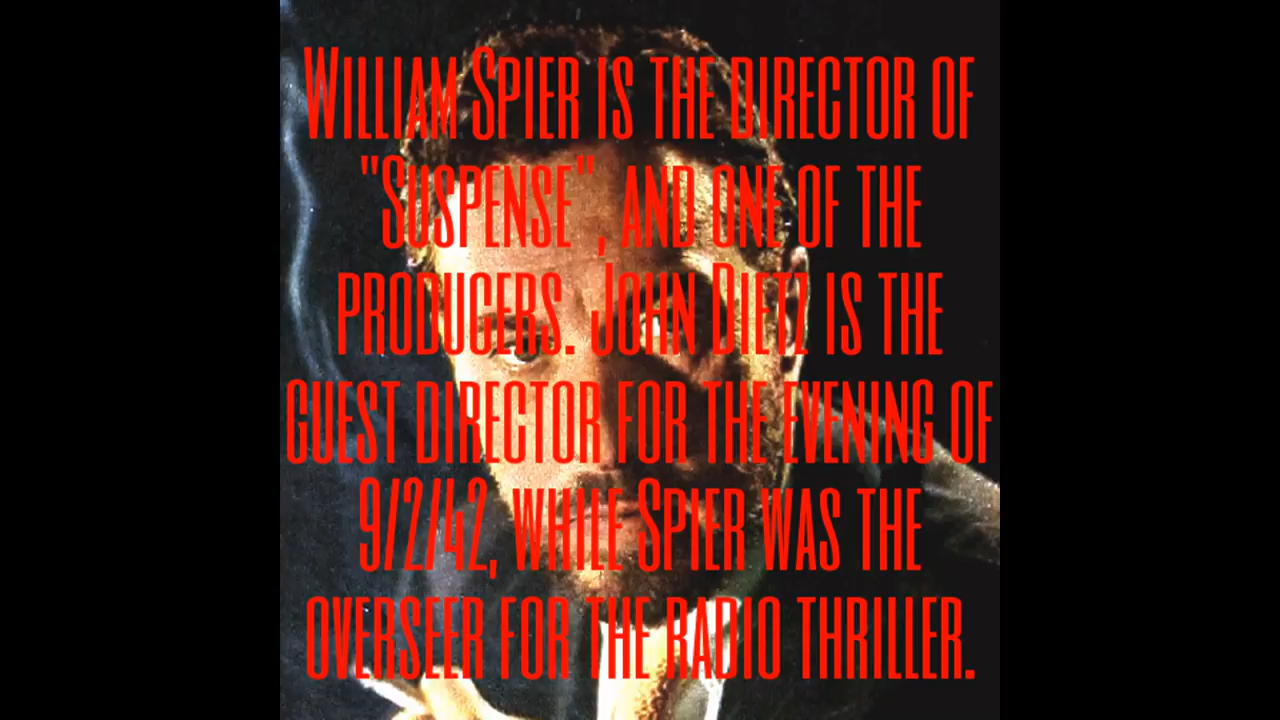 William Spier is the director of
"Suspense", and one of the
producers. John Dietz is the
guest director for the evening of
9/2/42, while Spier was the
overseer for the radio thriller.